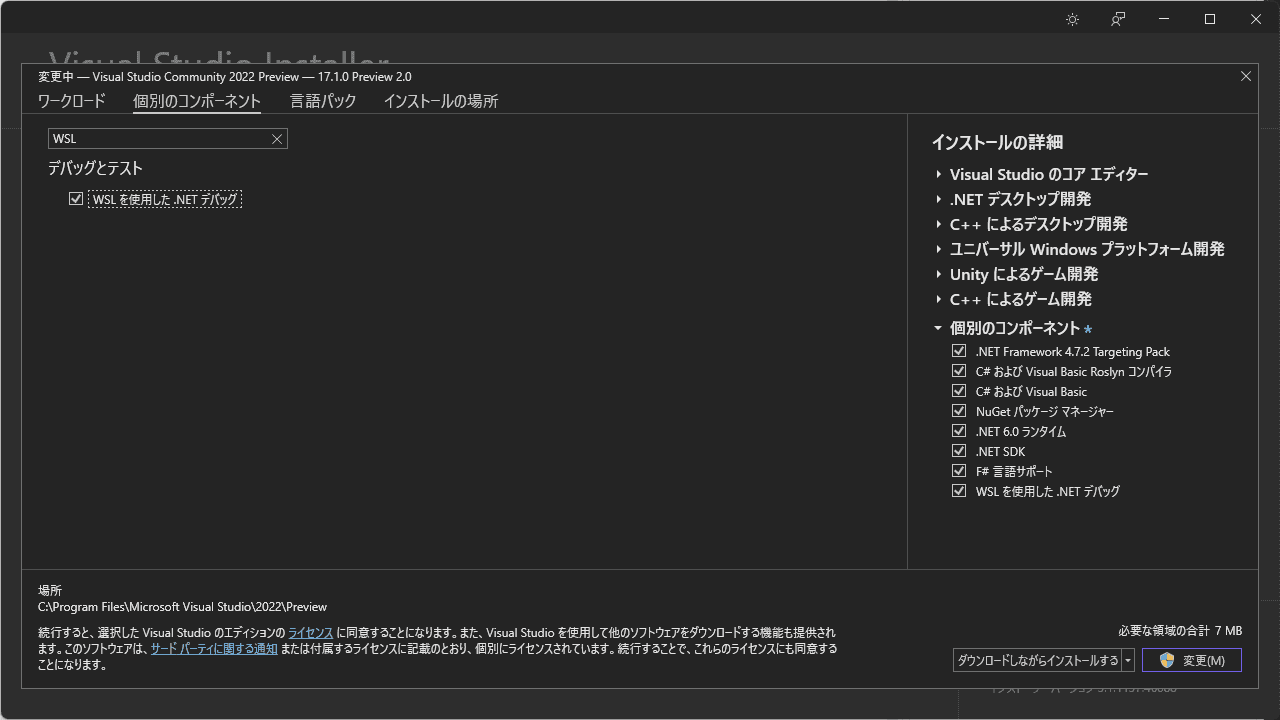 Visual Studio Installer
変更中 — Visual Studio Community 2022 Preview — 17.1.0 Preview 2.0
ワークロード
個別のコンポーネント
言語パック
インストールの場所
WSL
デバッグとテスト
WSL を使用した .NET デバッグ
インストールの詳細
Visual Studio のコア エディター
.NET デスクトップ開発
C++ によるデスクトップ開発
ユニバーサル Windows プラットフォーム開発
Unity によるゲーム開発
C++ によるゲーム開発
個別のコンポーネント *
.NET Framework 4.7.2 Targeting Pack
C# および Visual Basic Roslyn コンパイラ
C# および Visual Basic
NuGet パッケージ マネージャー
.NET 6.0 ランタイム
.NET SDK
F# 言語サポート
WSL を使用した .NET デバッグ
場所
C:\Program Files\Microsoft Visual Studio\2022\Preview
続行すると、選択した Visual Studio のエディションの ライセンス に同意することになります。また、Visual Studio を使用して他のソフトウェアをダウンロードする機能も提供され
ます。このソフトウェアは、サード パーティに関する通知 または付属するライセンスに記載のとおり、個別にライセンスされています。続行することで、これらのライセンスにも同意する
ことになります。
必要な領域の合計 7 MB
ダウンロードしながらインストールする
変更(M)